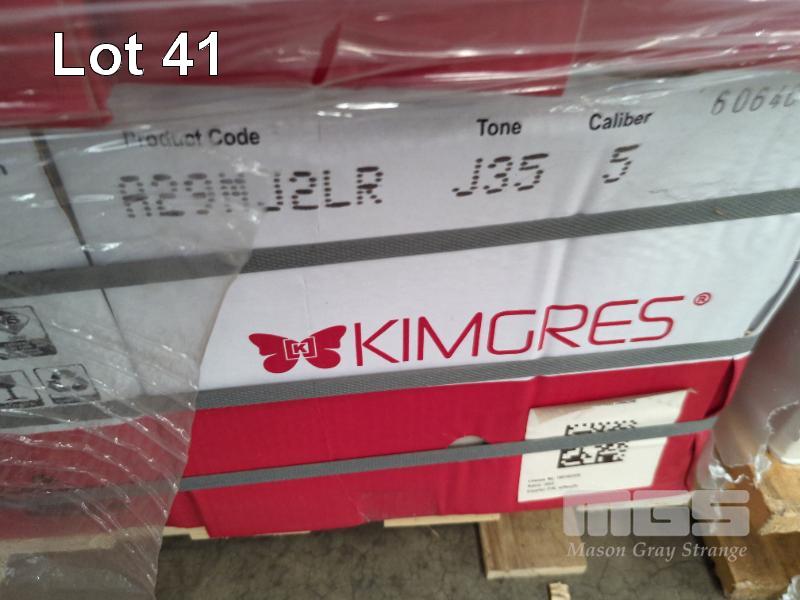 Lot 41
Product Code Tone Caliber
A29MJ2LR J35 5
KIMGRES®
K
MGS
Mason Gray Strange